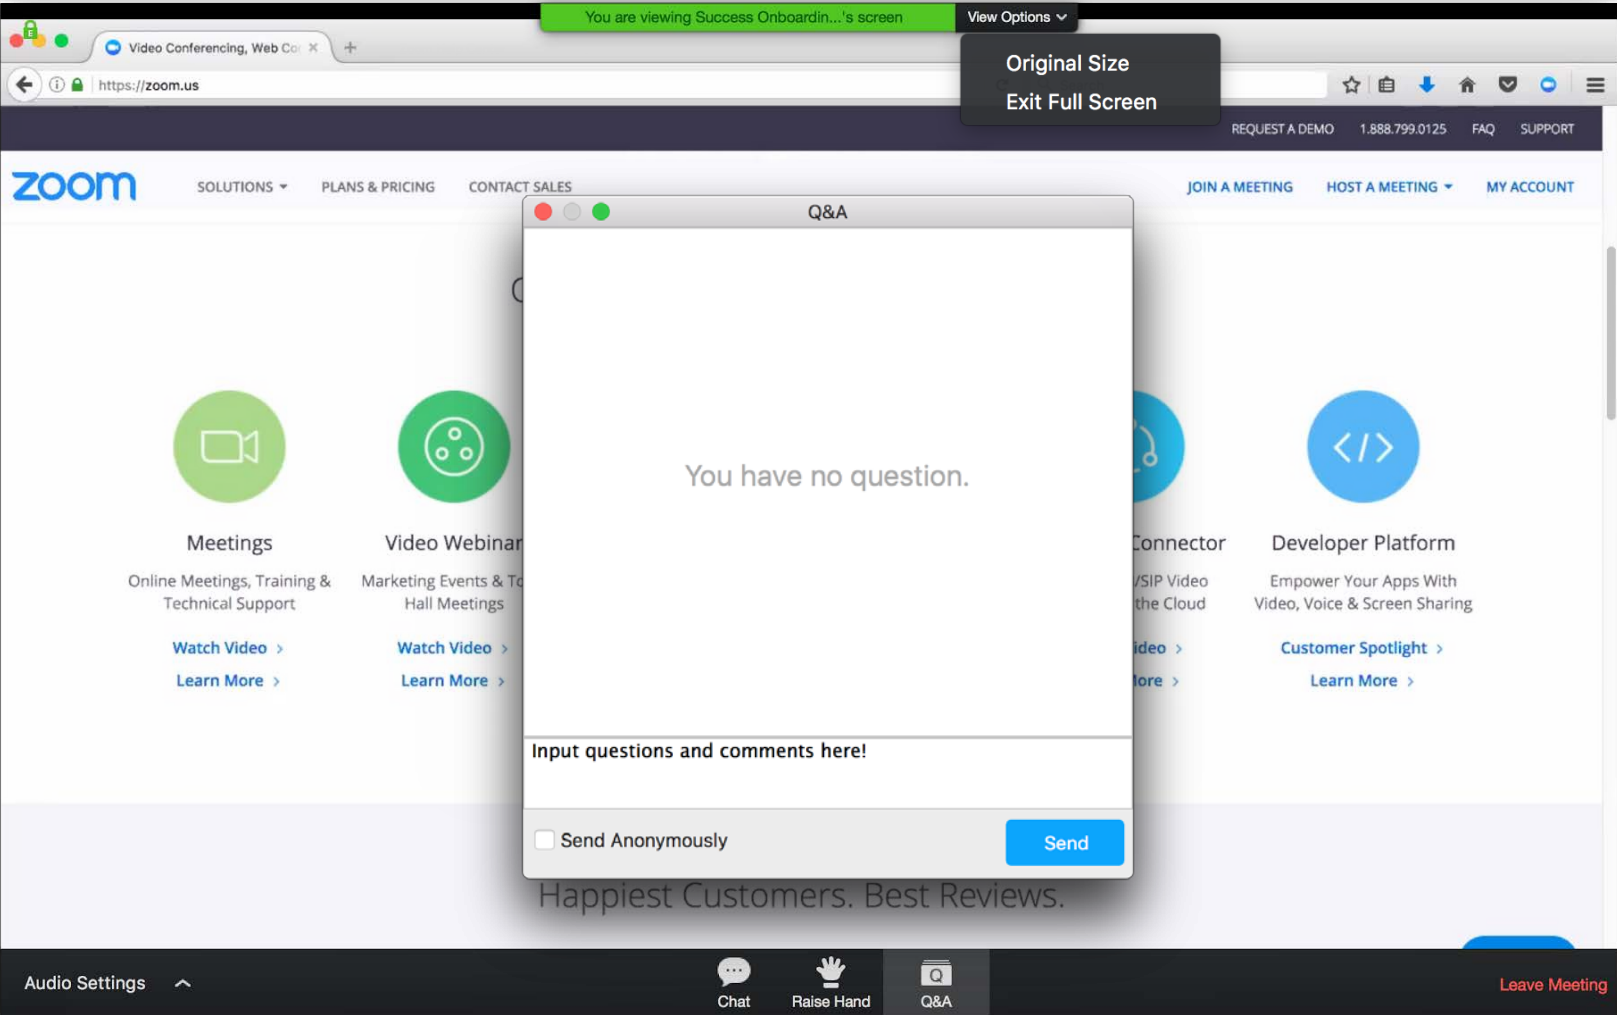 You are viewing Success Onboardin...'s screen
View Options
Original Size
Exit Full Screen
Video Conferencing, Web Co
https://zoom.us
REQUEST A DEMO 1.888.799.0125 FAQ SUPPORT
zoom
SOLUTIONS PLANS & PRICING CONTACT SALES
JOIN A MEETING HOST A MEETING MY ACCOUNT
Q&A
You have no question.
Meetings
Online Meetings, Training &
Technical Support
Watch Video >
Learn More >
Video Webinar
Marketing Events & To
Hall Meetings
Watch Video >
Learn More >
Connector
/SIP Video
the Cloud
ideo >
ore >
Developer Platform
Empower Your Apps With
Video, Voice & Screen Sharing
Customer Spotlight >
Learn More >
Input questions and comments here!
Send Anonymously
Send
Happiest Customers. Best Reviews.
Audio Settings
Chat
Raise Hand
Q
Q&A
Leave Meeting